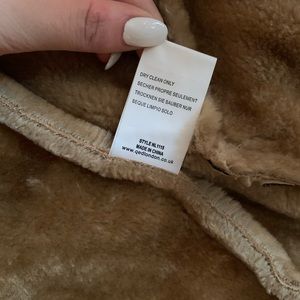 DRY CLEAN ONLY
SECHER PROPRE SEULEMENT
TROCKNEN SIE SAUBER NUR
SEQUE LIMPIO SOLO
STYLE ML1115
MADE IN CHINA
www.qedlondon.co.uk